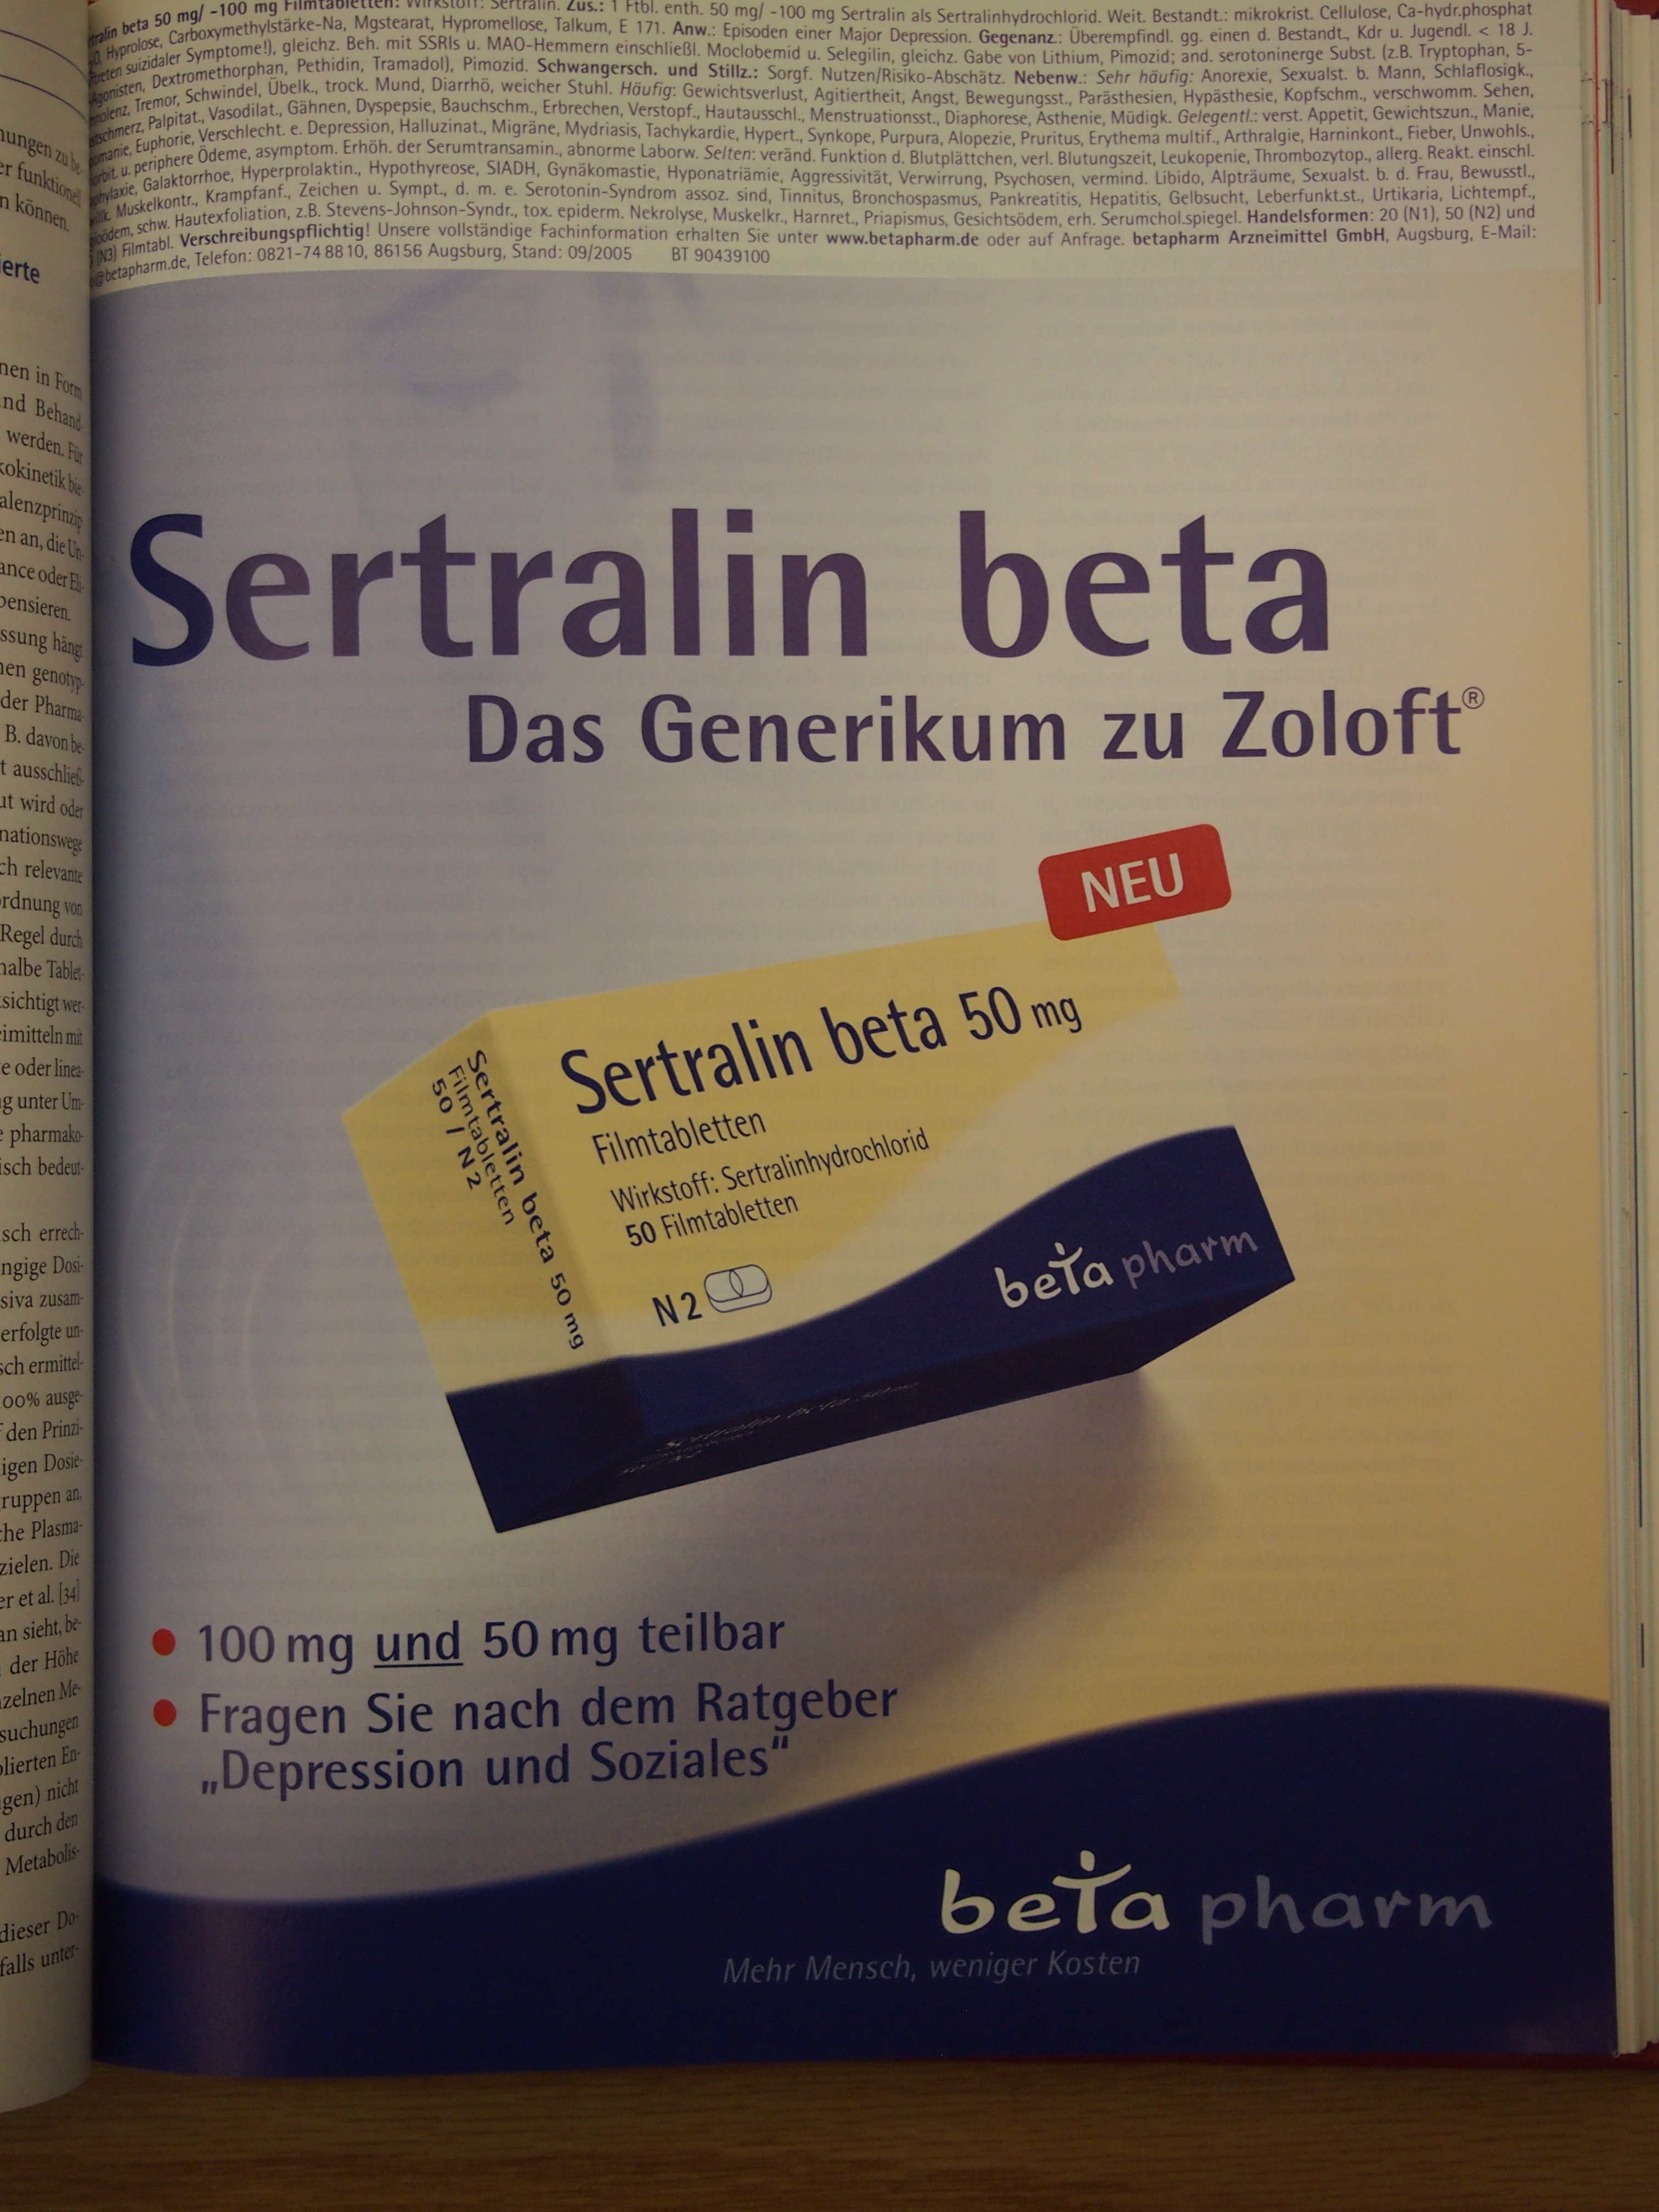 beta 50 mg/ -100 mg Filmtabletten: Wirkstoff: Sertralin. Zus.: 1 Ftbl. enth. 50 mg/ -100 mg Sertralin als Sertralinhydrochlorid. Weit. Bestandt.: mikrokrist. Cellulose, Ca-hydr.phosphat
Hyprolose, Carboxymethylstärke-Na, Mgstearat, Hypromellose, Talkum, E 171. Anw.: Episoden einer Major Depression. Gegenanz.: Überempfindl. gg. einen d. Bestandt., Kdr u. Jugendl. < 18 J.
suizidaler Symptome!), gleichz. Beh. mit SSRIs u. MAO-Hemmern einschließl. Moclobemid u. Selegilin, gleichz. Gabe von Lithium, Pimozid; and. serotoninerge Subst. (z.B. Tryptophan, 5-
Agonisten, Dextromethorphan, Pethidin, Tramadol), Pimozid. Schwangersch. und Stillz.: Sorgf. Nutzen/Risiko-Abschätz. Nebenw.: Sehr häufig: Anorexie, Sexualst. b. Mann, Schlaflosigk.,
Tremor, Schwindel, Übelk., trock. Mund, Diarrhö, weicher Stuhl. Häufig: Gewichtsverlust, Agitiertheit, Angst, Bewegungsst., Parästhesien, Hypästhesie, Kopfschm., verschwomm. Sehen,
Palpitat., Vasodilat., Gähnen, Dyspepsie, Bauchschm., Erbrechen, Verstopf., Hautausschl., Menstruationsst., Diaphorese, Asthenie, Müdigk. Gelegentl.: verst. Appetit, Gewichtszun., Manie,
Euphorie, Verschlecht. e. Depression, Halluzinat., Migräne, Mydriasis, Tachykardie, Hypert., Synkope, Purpura, Alopezie, Pruritus, Erythema multif., Arthralgie, Harninkont., Fieber, Unwohls.,
u. periphere Ödeme, asymptom. Erhöh. der Serumtransamin., abnorme Laborw. Selten: veränd. Funktion d. Blutplättchen, verl. Blutungszeit, Leukopenie, Thrombozytop., allerg. Reakt. einschl.
Galaktorrhoe, Hyperprolaktin., Hypothyreose, SIADH, Gynäkomastie, Hyponatriämie, Aggressivität, Verwirrung, Psychosen, vermind. Libido, Alpträume, Sexualst. b. d. Frau, Bewusstl.,
Muskelkontr., Krampfanf., Zeichen u. Sympt., d. m. e. Serotonin-Syndrom assoz. sind, Tinnitus, Bronchospasmus, Pankreatitis, Hepatitis, Gelbsucht, Leberfunkt.st., Urtikaria, Lichtempf.,
schw. Hautexfoliation, z.B. Stevens-Johnson-Syndr., tox. epiderm. Nekrolyse, Muskelkr., Harnret., Priapismus, Gesichtsödem, erh. Serumchol.spiegel. Handelsformen: 20 (N1), 50 (N2) und
(N3) Filmtabl. Verschreibungspflichtig! Unsere vollständige Fachinformation erhalten Sie unter www.betapharm.de oder auf Anfrage. betapharm Arzneimittel GmbH, Augsburg, E-Mail:
@betapharm.de, Telefon: 0821-74 88 10, 86156 Augsburg, Stand: 09/2005 BT 90439100
Sertralin beta
Das Generikum zu Zoloft®
NEU
Sertralin beta 50 mg
Filmtabletten
Wirkstoff: Sertralinhydrochlorid
50 Filmtabletten
N2
beta pharm
Sertralin beta 50 mg
Filmtabletten
50 / N2
• 100 mg und 50 mg teilbar
• Fragen Sie nach dem Ratgeber
„Depression und Soziales“
beta pharm
Mehr Mensch, weniger Kosten